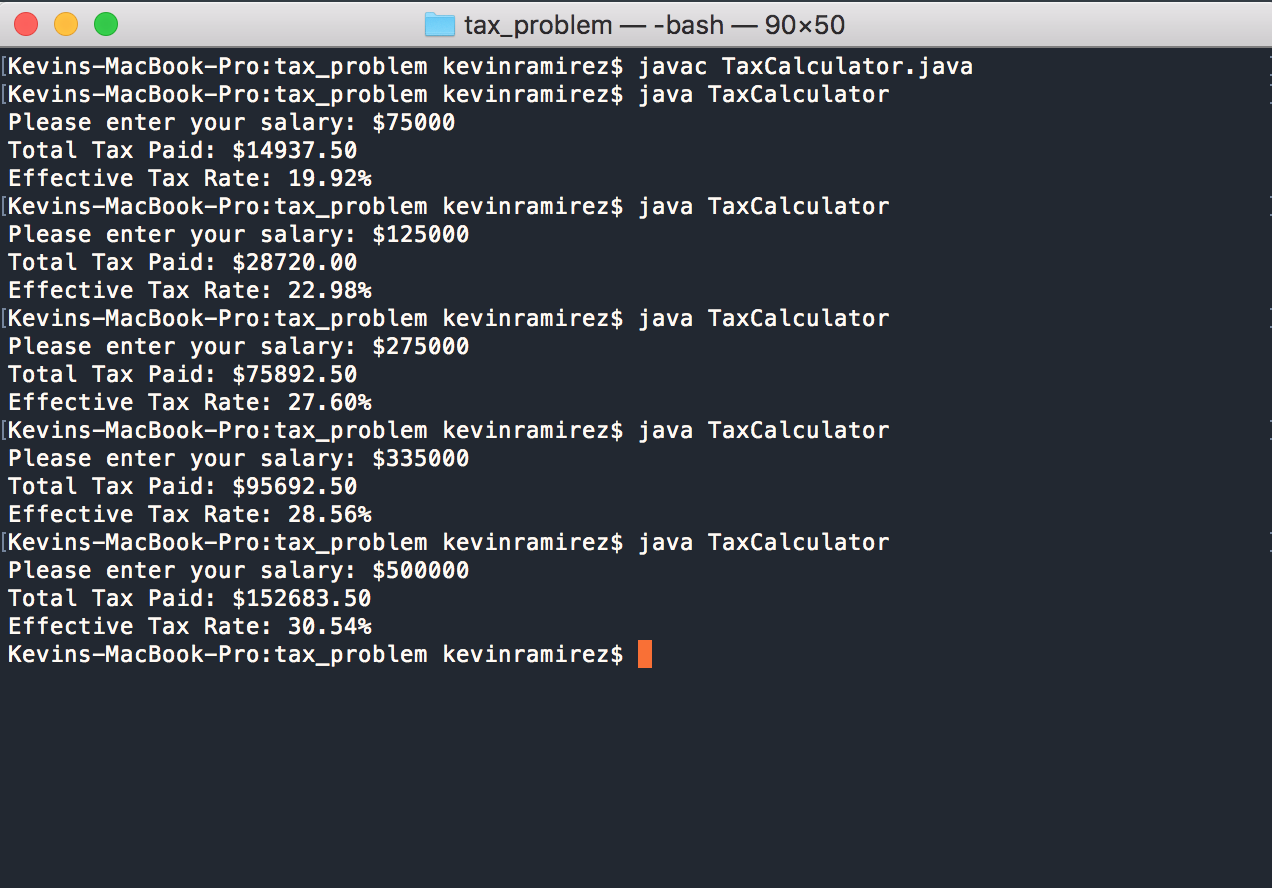 tax_problem — -bash — 90×50
[Kevins-MacBook-Pro:tax_problem kevinramirez$ javac TaxCalculator.java
[Kevins-MacBook-Pro:tax_problem kevinramirez$ java TaxCalculator
Please enter your salary: $75000
Total Tax Paid: $14937.50
Effective Tax Rate: 19.92%
[Kevins-MacBook-Pro:tax_problem kevinramirez$ java TaxCalculator
Please enter your salary: $125000
Total Tax Paid: $28720.00
Effective Tax Rate: 22.98%
[Kevins-MacBook-Pro:tax_problem kevinramirez$ java TaxCalculator
Please enter your salary: $275000
Total Tax Paid: $75892.50
Effective Tax Rate: 27.60%
[Kevins-MacBook-Pro:tax_problem kevinramirez$ java TaxCalculator
Please enter your salary: $335000
Total Tax Paid: $95692.50
Effective Tax Rate: 28.56%
[Kevins-MacBook-Pro:tax_problem kevinramirez$ java TaxCalculator
Please enter your salary: $500000
Total Tax Paid: $152683.50
Effective Tax Rate: 30.54%
Kevins-MacBook-Pro:tax_problem kevinramirez$